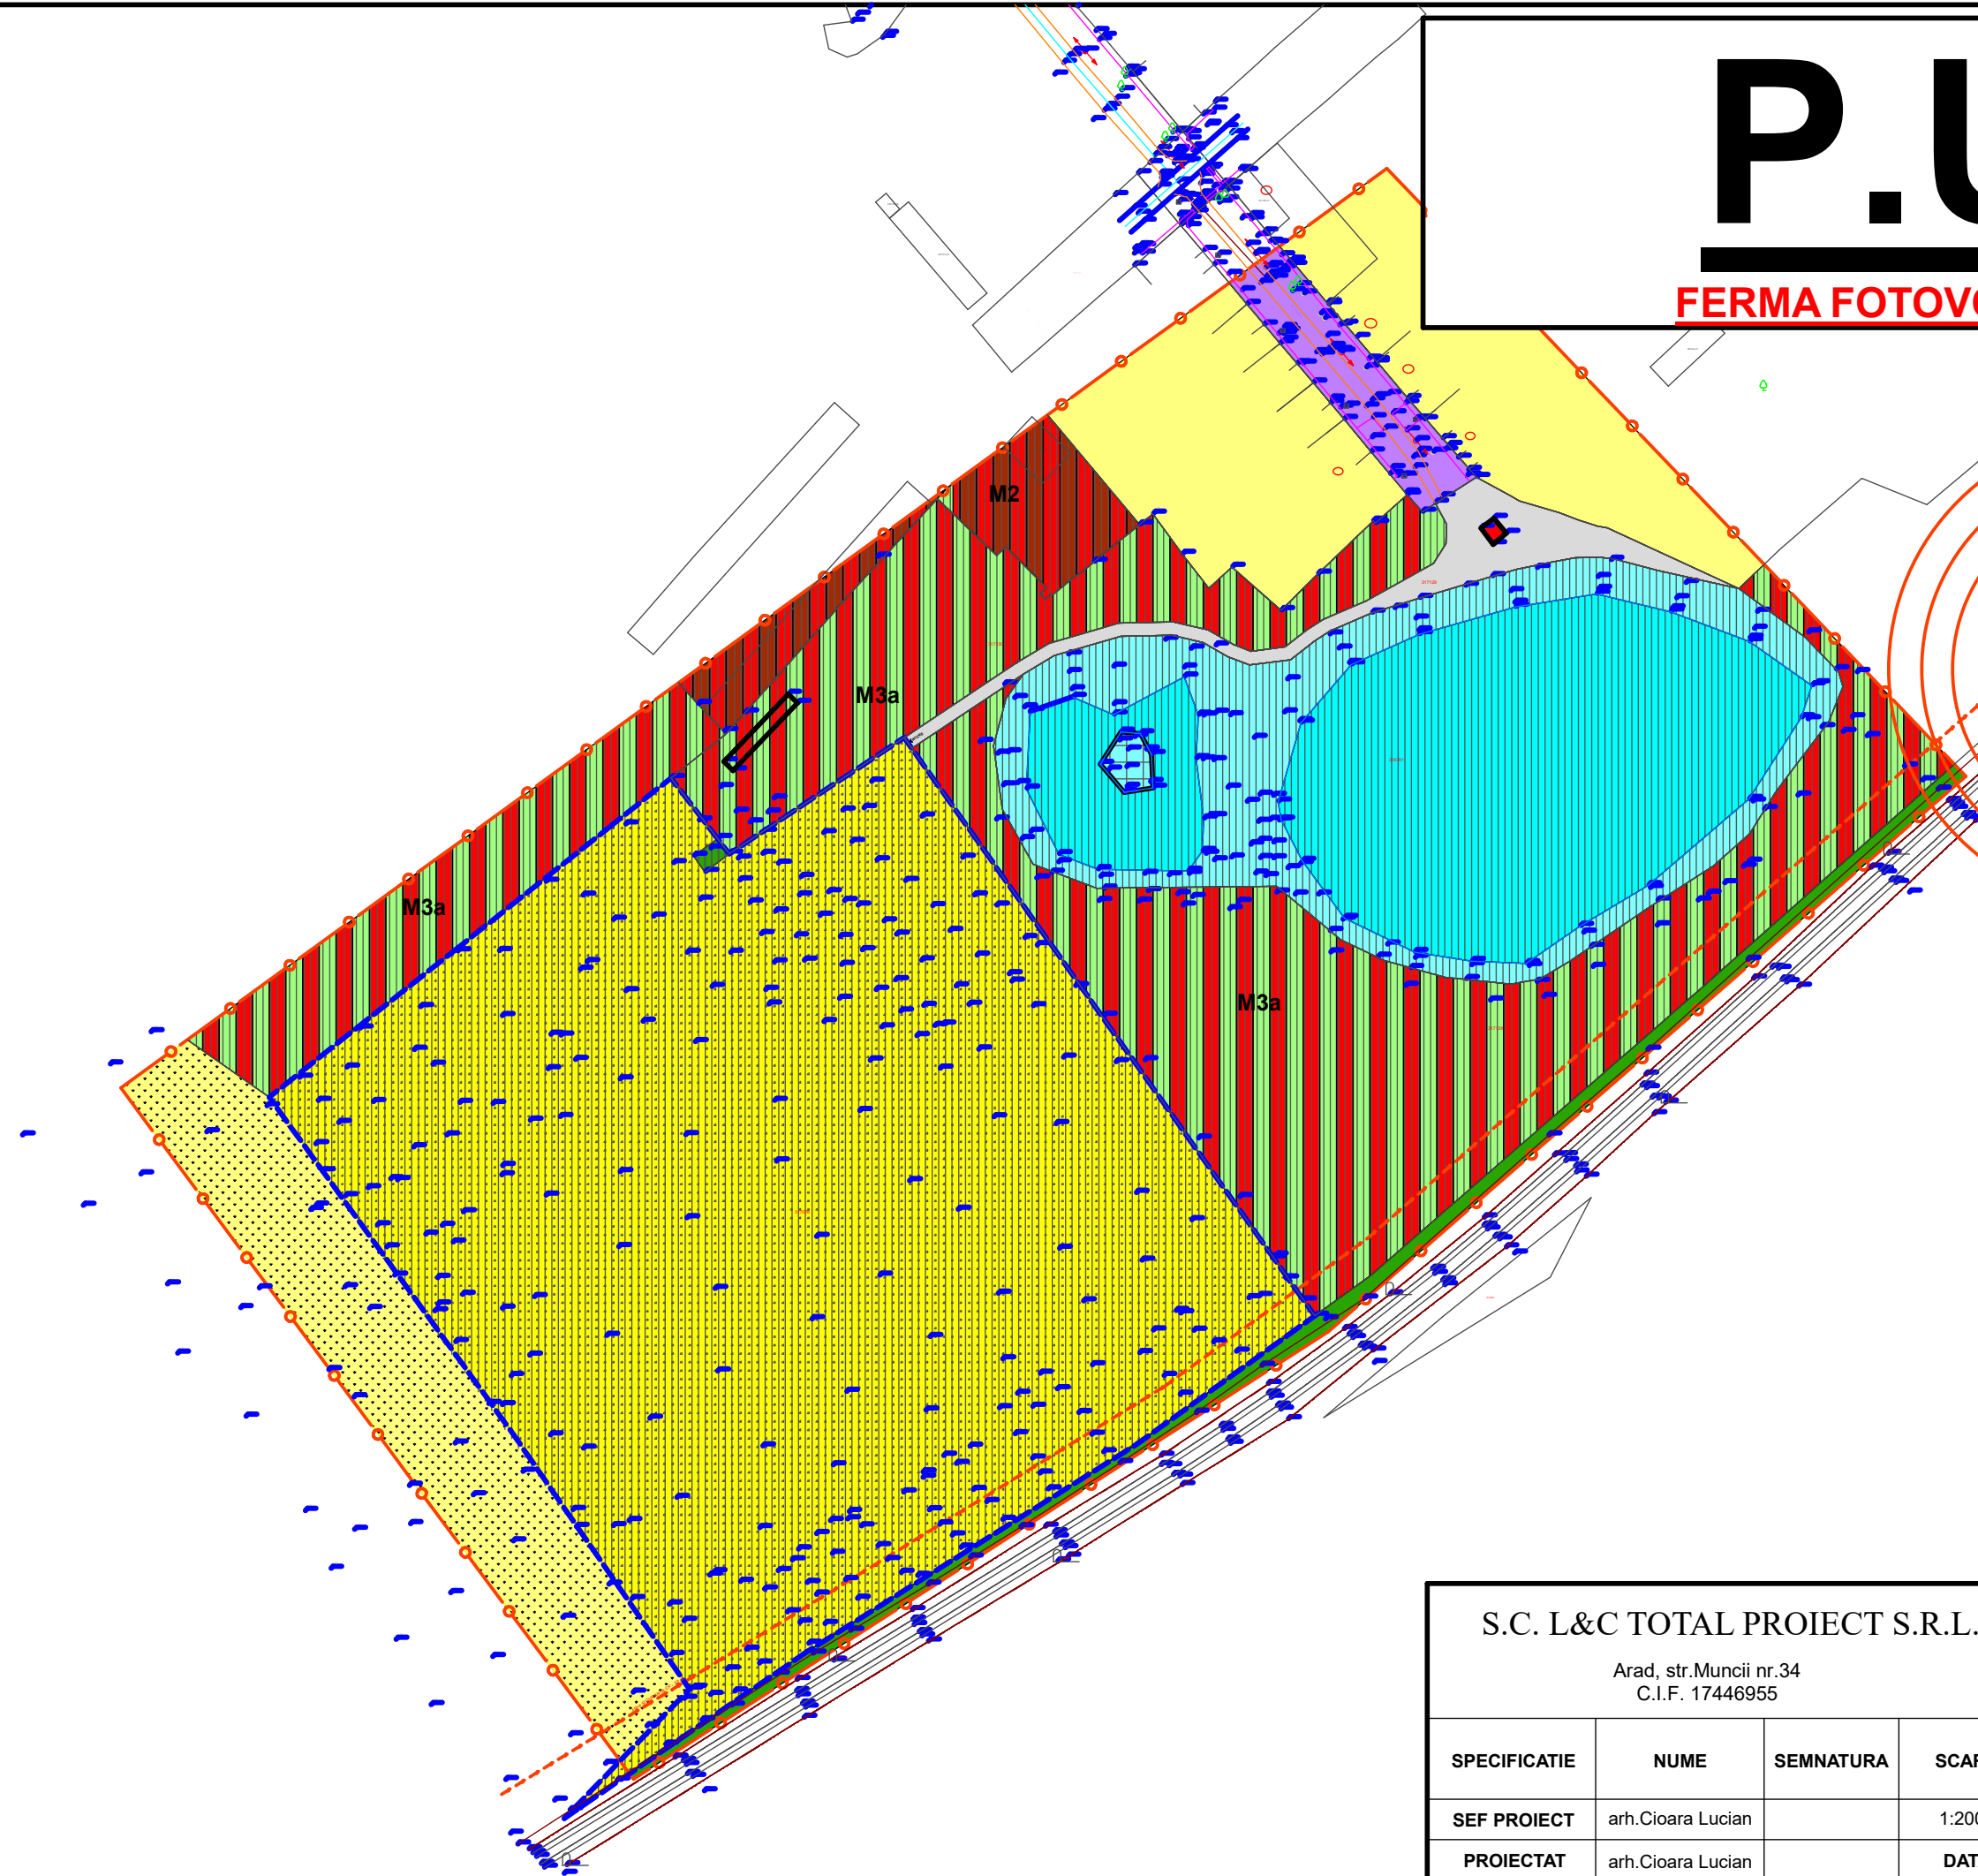 P.U
FERMA FOTOVO
M2
M3a
M3a
M3a
S.C. L&C TOTAL PROIECT S.R.L.
Arad, str.Muncii nr.34
C.I.F. 17446955
SPECIFICATIE NUME SEMNATURA SCAR
SEF PROIECT arh.Cioara Lucian 1:200
PROIECTAT arh.Cioara Lucian DAT